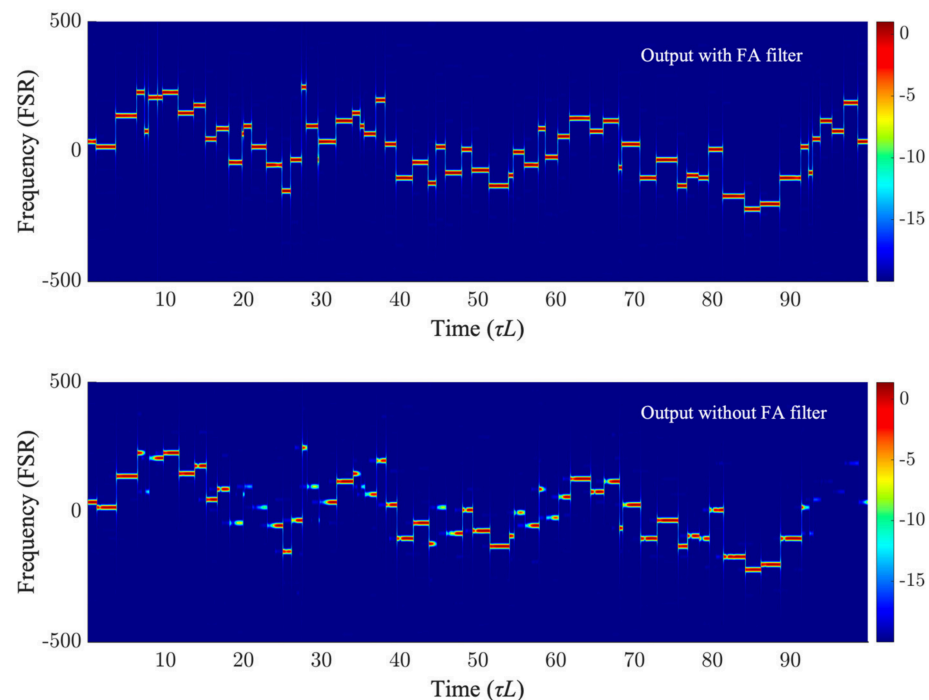 500
Output with FA filter
Frequency (FSR)
0
-500
0
-5
-10
-15
10 20 30 40 50 60 70 80 90
Time (τL)
500
Output without FA filter
Frequency (FSR)
0
-500
0
-5
-10
-15
10 20 30 40 50 60 70 80 90
Time (τL)